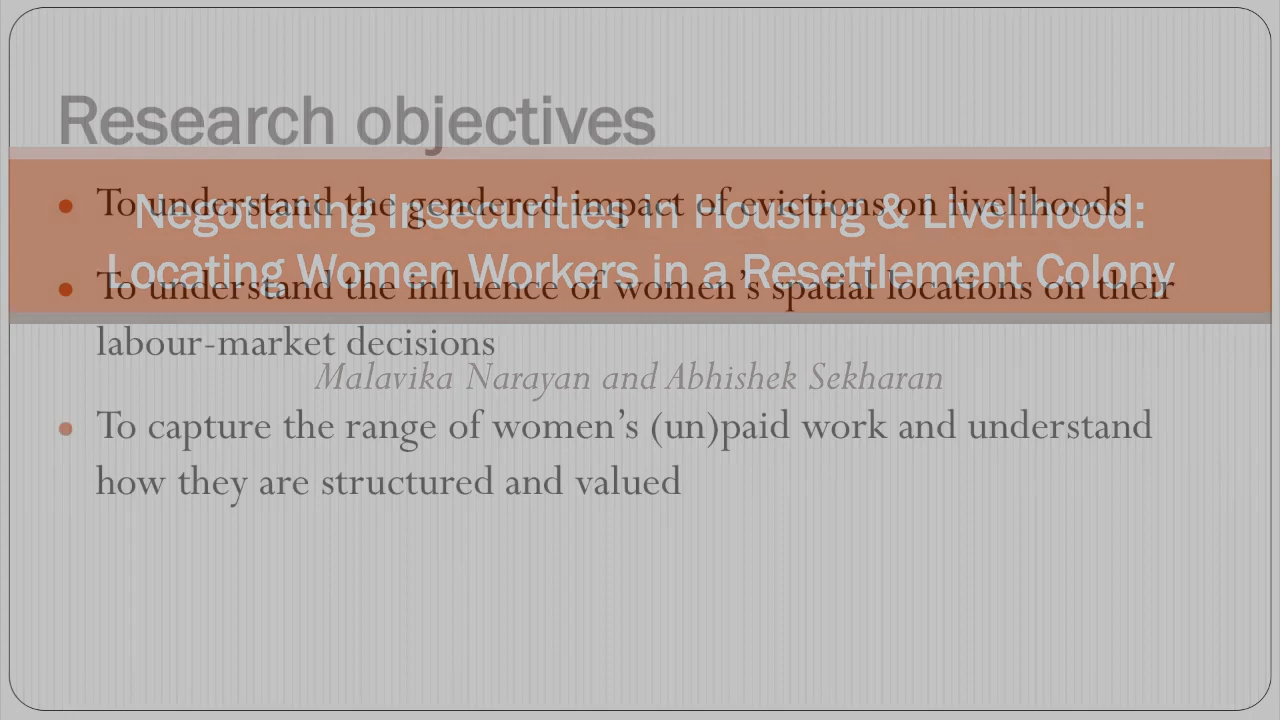 Research objectives
• To understand the gendered impact of evictions on livelihoods
Negotiating Insecurities in Housing & Livelihood:
Locating Women Workers in a Resettlement Colony
• To understand the influence of women’s spatial locations on their
labour-market decisions
Malavika Narayan and Abhishek Sekharan
• To capture the range of women’s (un)paid work and understand
how they are structured and valued